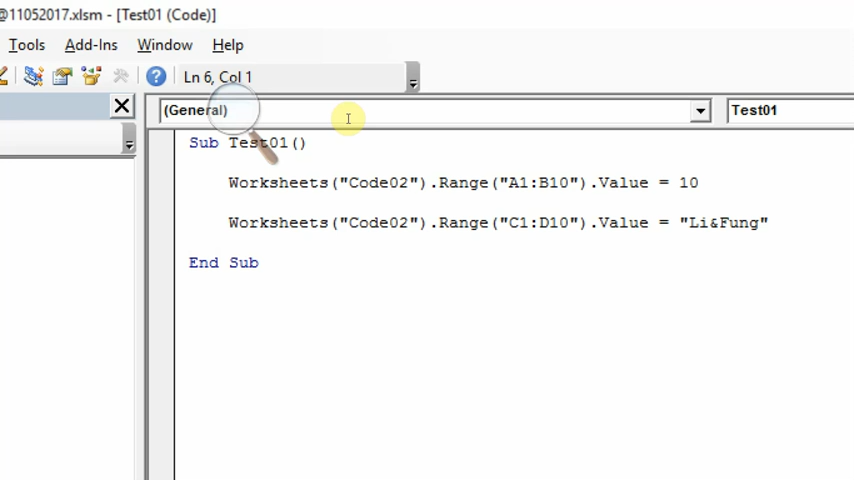 @11052017.xlsm - [Test01 (Code)]
Tools Add-Ins Window Help
Ln 6, Col 1
(General) Test01
Sub Test01()
Worksheets("Code02").Range("A1:B10").Value = 10
Worksheets("Code02").Range("C1:D10").Value = "Li&Fung"
End Sub